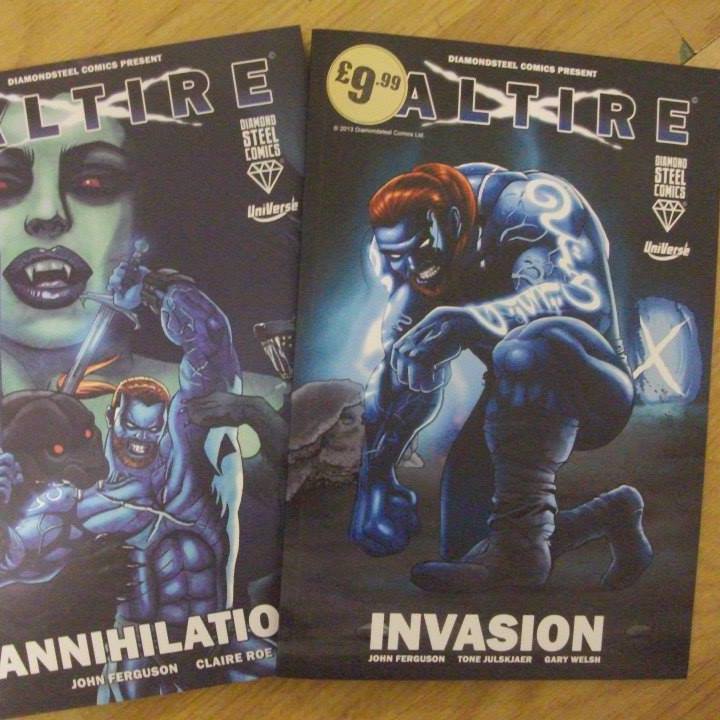 DIAMONDSTEEL COMICS PRESENT
ALTIRE
DIAMOND
STEEL
COMICS
UniVerse
ANNIHILATIO
JOHN FERGUSON CLAIRE ROE
£9.99
DIAMONDSTEEL COMICS PRESENT
ALTIRE
©
© 2013 Diamondsteel Comics Ltd.
DIAMOND
STEEL
COMICS
UniVerse
X
INVASION
JOHN FERGUSON TONE JULSKJAER GARY WELSH